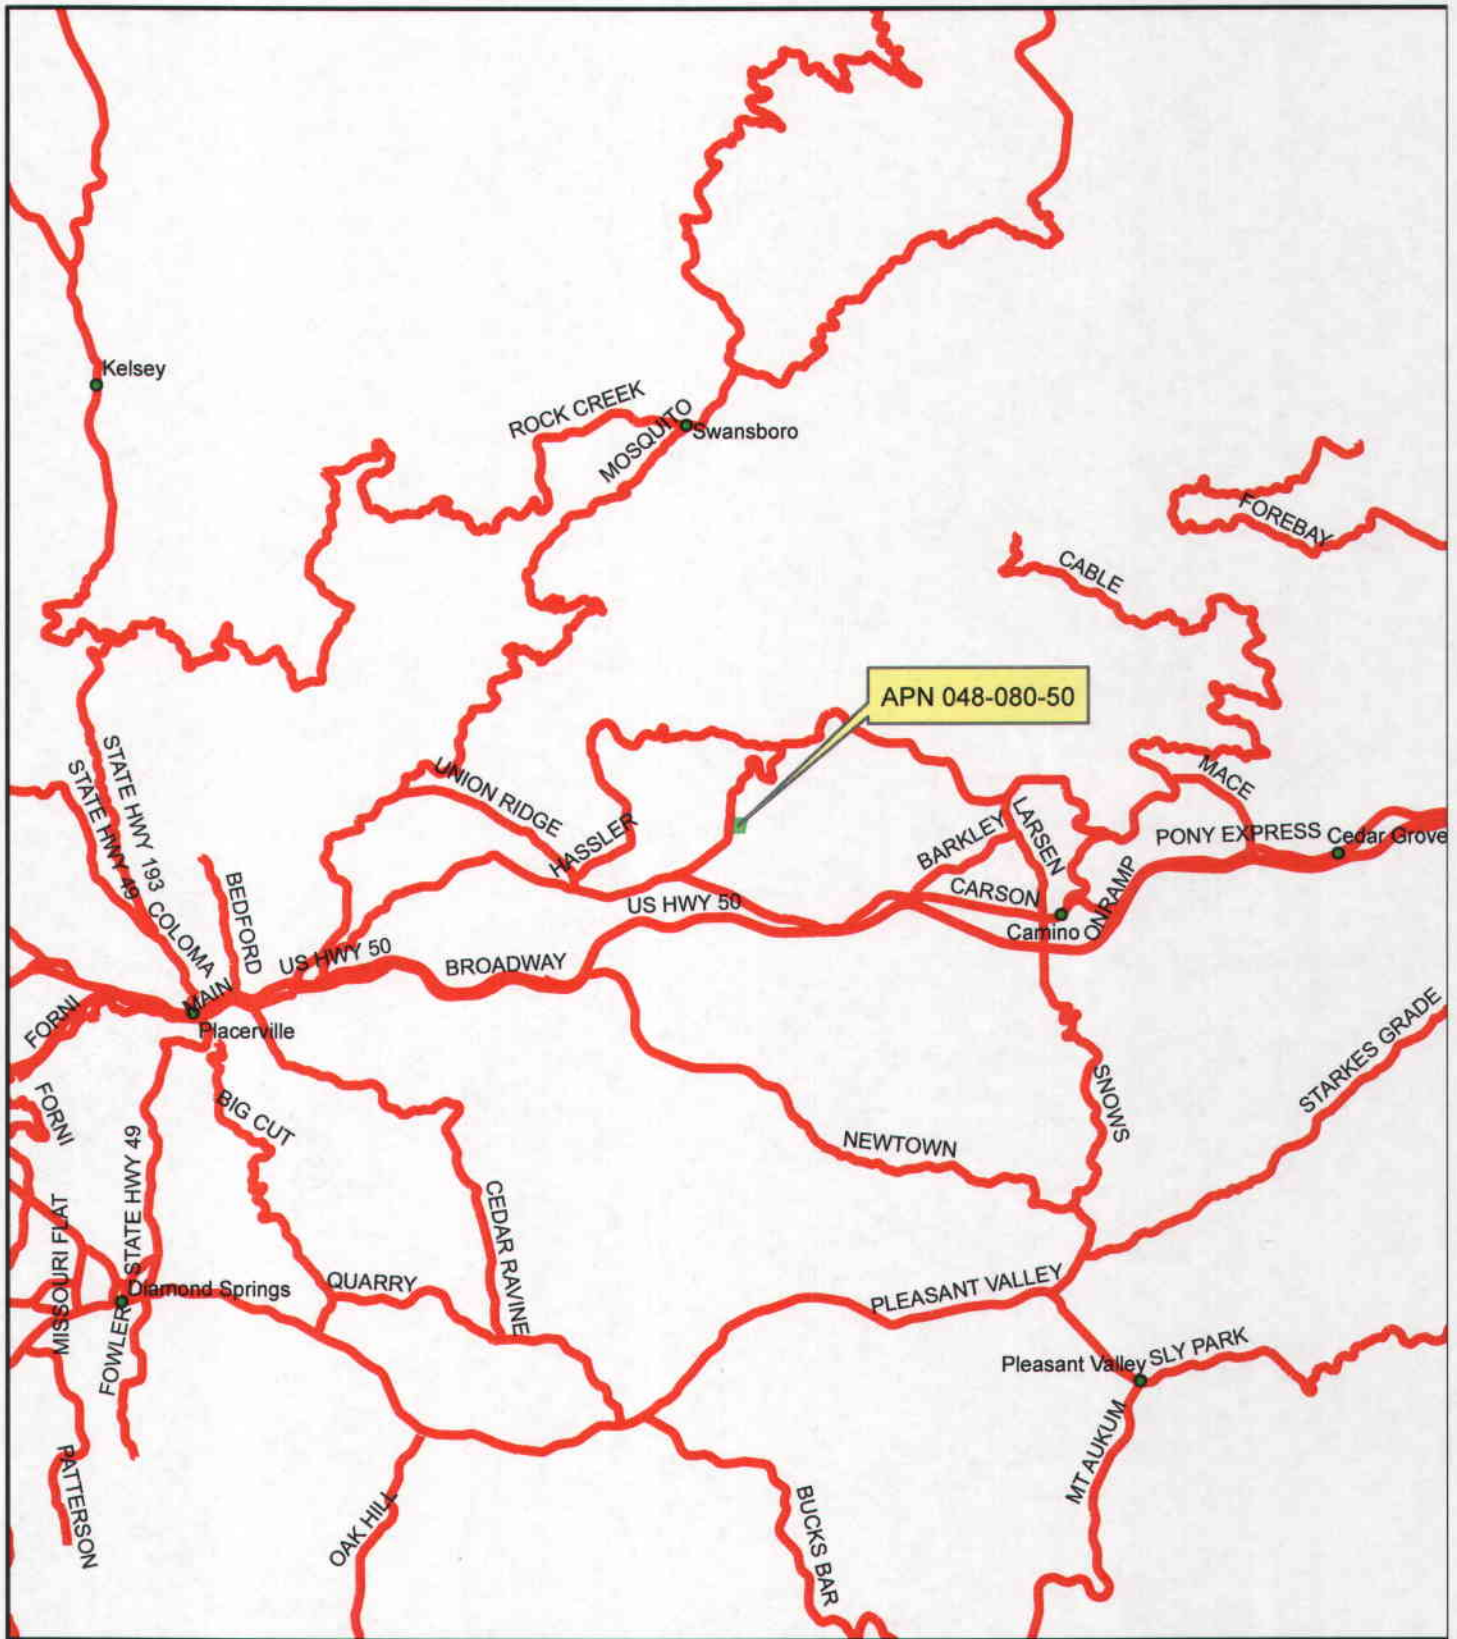 Kelsey
ROCK CREEK
MOSQUITO
Swansboro
FOREBAY
CABLE
APN 048-080-50
STATE HWY 193
STATE HWY 49
UNION RIDGE
HASSLER
BARKLEY
LARSEN
MACE
PONY EXPRESS
Cedar Grove
BEDFORD
COLOMA
US HWY 50
CARSON
Camino
ONRAMP
US HWY 50
BROADWAY
MAIN
Placerville
FORNI
FORNI
BIG CUT
STATE HWY 49
NEWTOWN
SNOWS
STARKES GRADE
MISSOURI FLAT
Diamond Springs
QUARRY
CEDAR RAVINE
PLEASANT VALLEY
FOWLER
Pleasant Valley
SLY PARK
MT AUKUM
PATTERSON
OAK HILL
BUCKS BAR